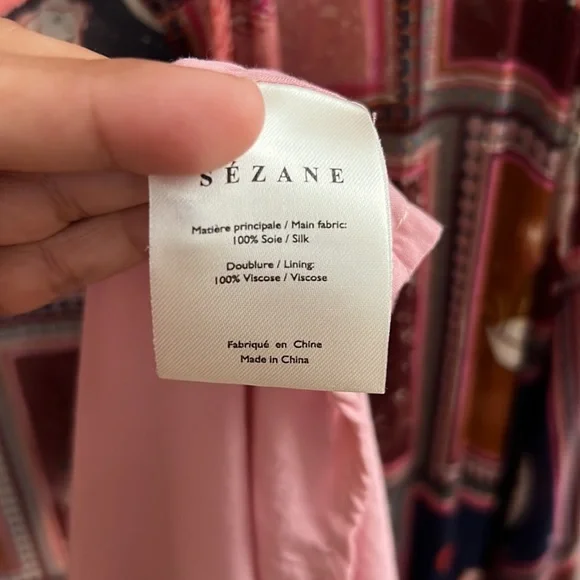 SÉZANE
Matière principale / Main fabric:
100% Soie / Silk
Doublure / Lining:
100% Viscose / Viscose
Fabriqué en Chine
Made in China